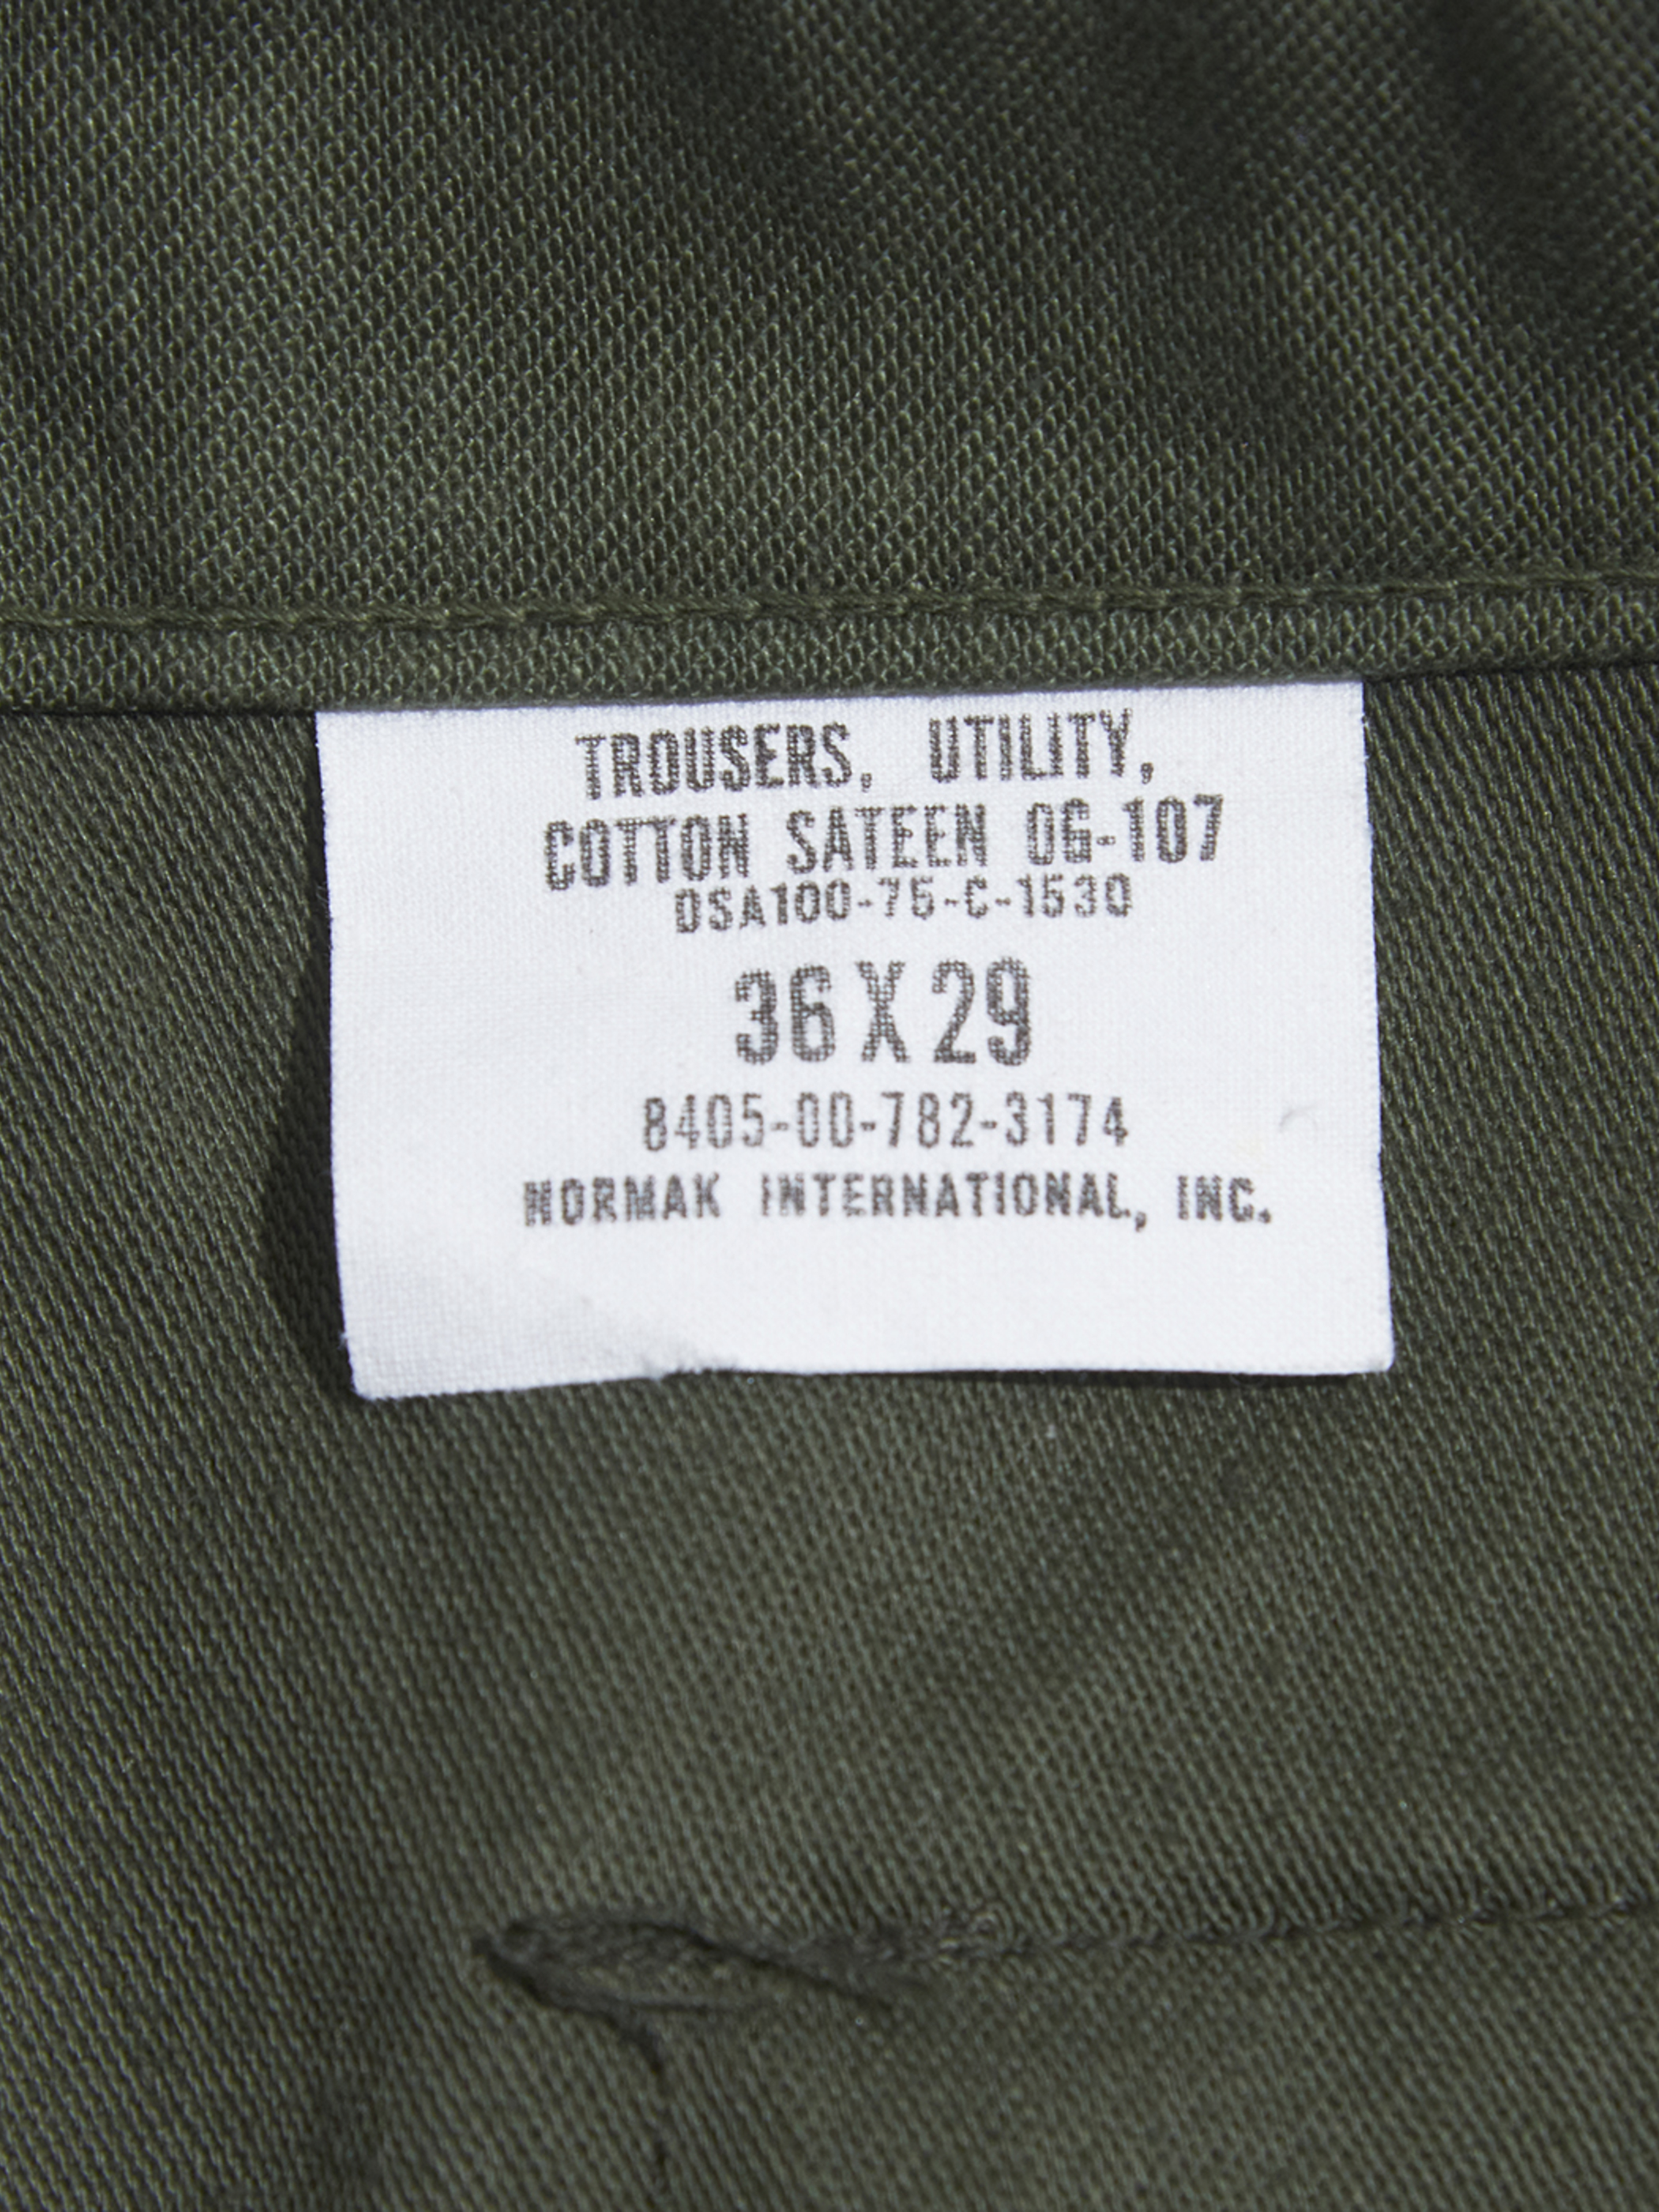 TROUSERS, UTILITY,
COTTON SATEEN OG-107
DSA100-75-C-1530
36 X 29
8405-00-782-3174
NORMAK INTERNATIONAL, INC.